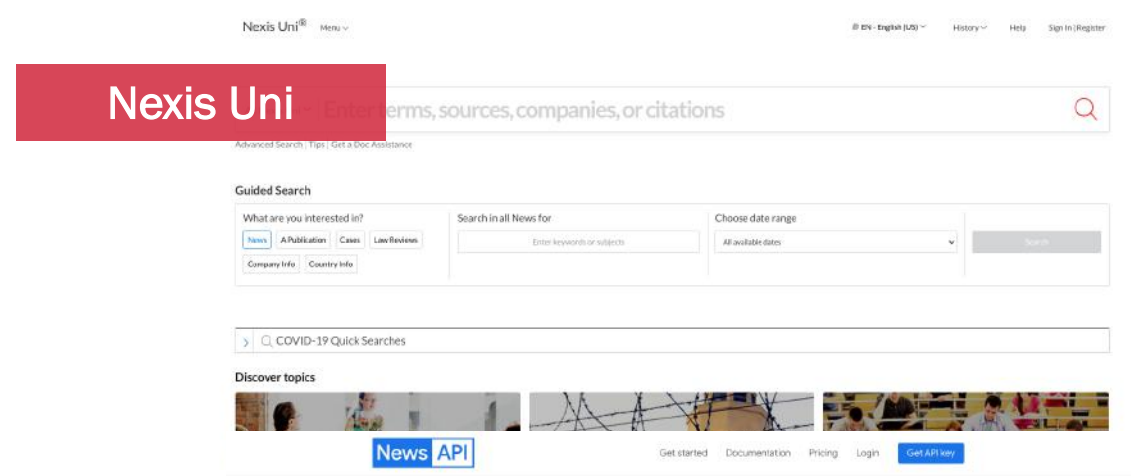 Nexis Uni® Menu EN - English (US) History Help Sign In | Register
Nexis Uni
Enter terms, sources, companies, or citations
Advanced Search | Tips | Get a Doc Assistance
Guided Search
What are you interested in? Search in all News for Choose date range
News A Publication Cases Law Reviews Enter keywords or subjects All available dates Search
Company Info Country Info
COVID-19 Quick Searches
Discover topics
News API Get started Documentation Pricing Login Get API key